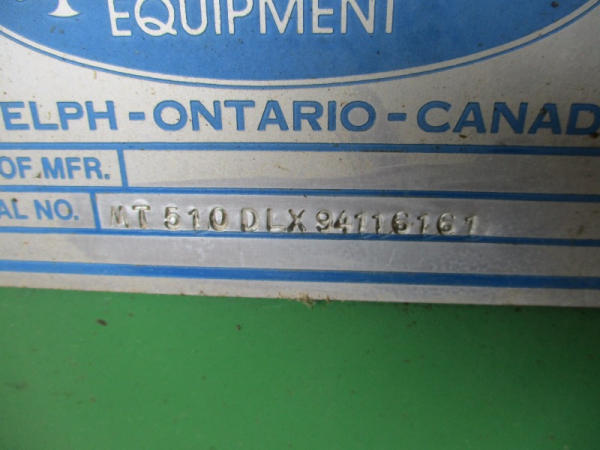 EQUIPMENT
ELPH - ONTARIO - CANAD
OF MFR.
AL NO. MT 510 DLX 94116161